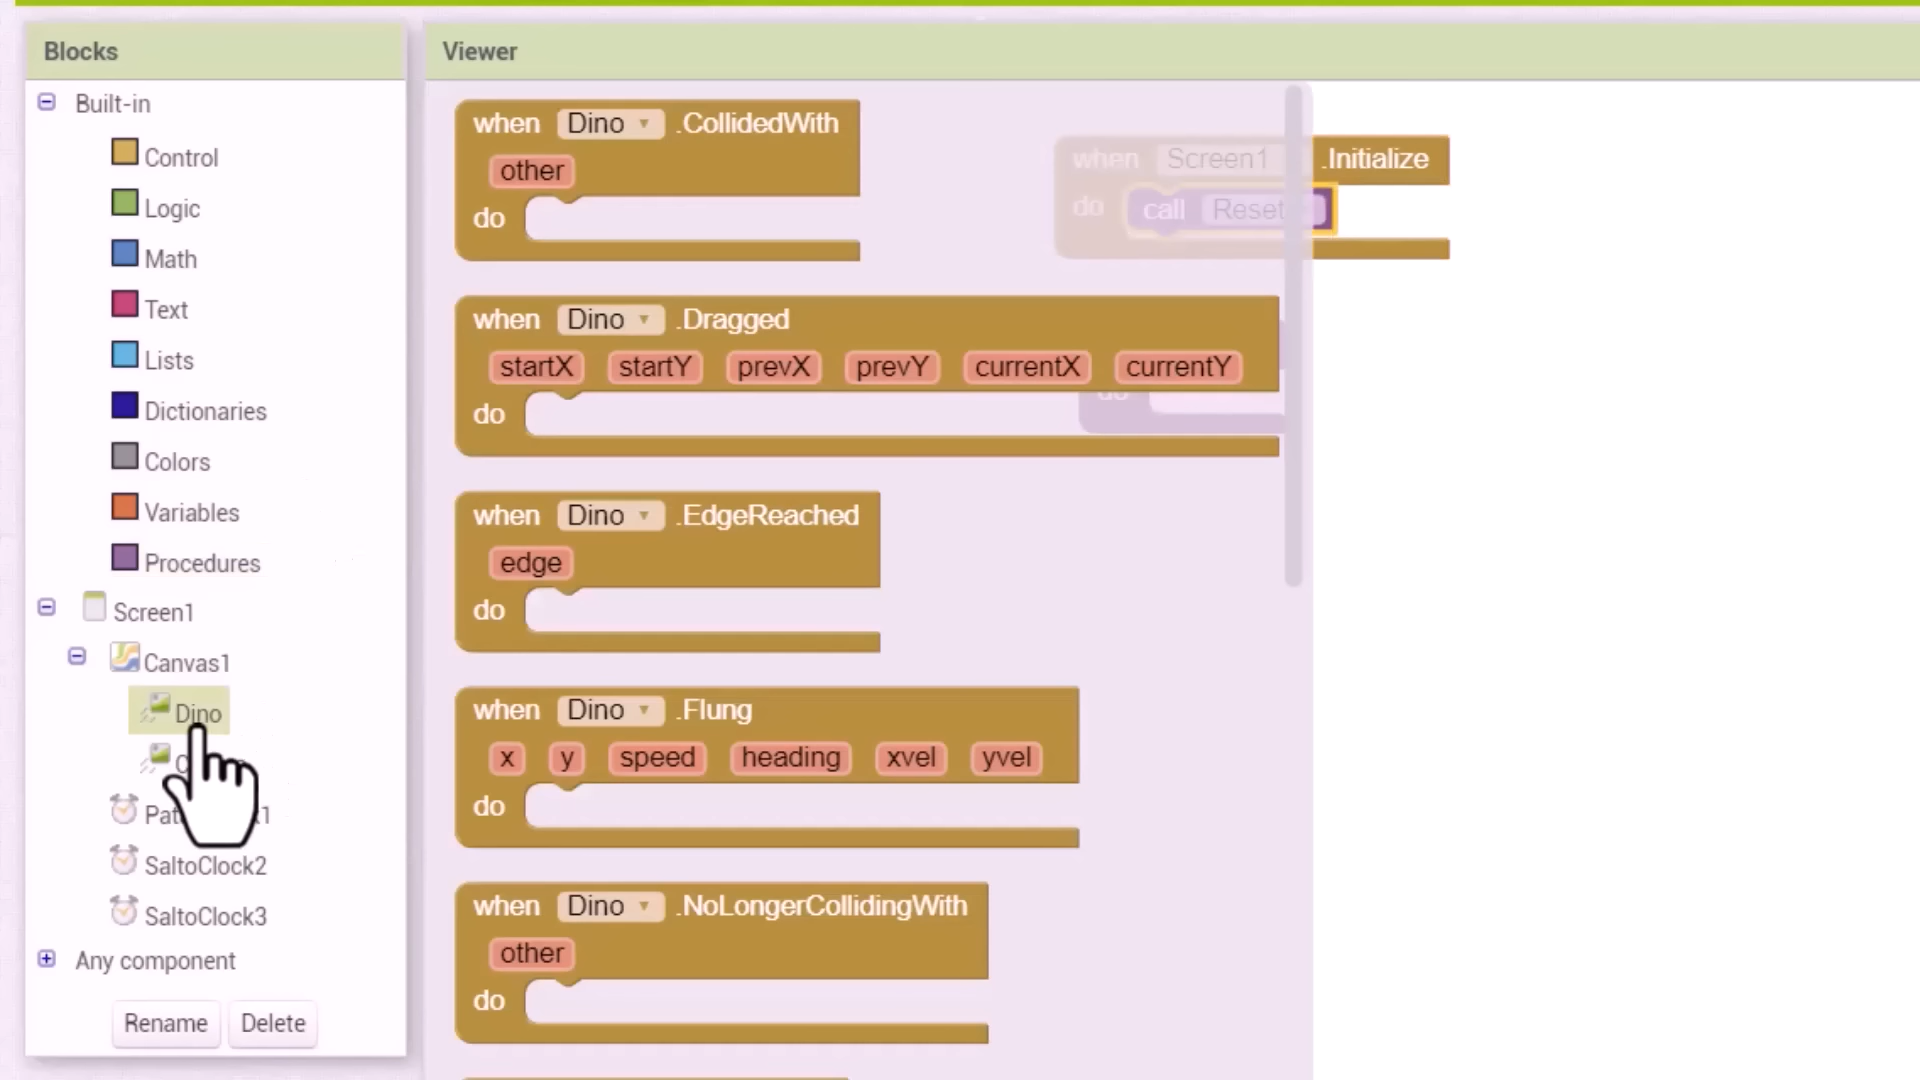 Blocks
Built-in
Control
Logic
Math
Text
Lists
Dictionaries
Colors
Variables
Procedures
Screen1
Canvas1
Dino
SaltoClock2
SaltoClock3
Any component
Rename Delete
Viewer
when Dino .CollidedWith
other
do
when Screen1 .Initialize
do call Reset
when Dino .Dragged
startX startY prevX prevY currentX currentY
do
do
when Dino .EdgeReached
edge
do
when Dino .Flung
x y speed heading xvel yvel
do
when Dino .NoLongerCollidingWith
other
do